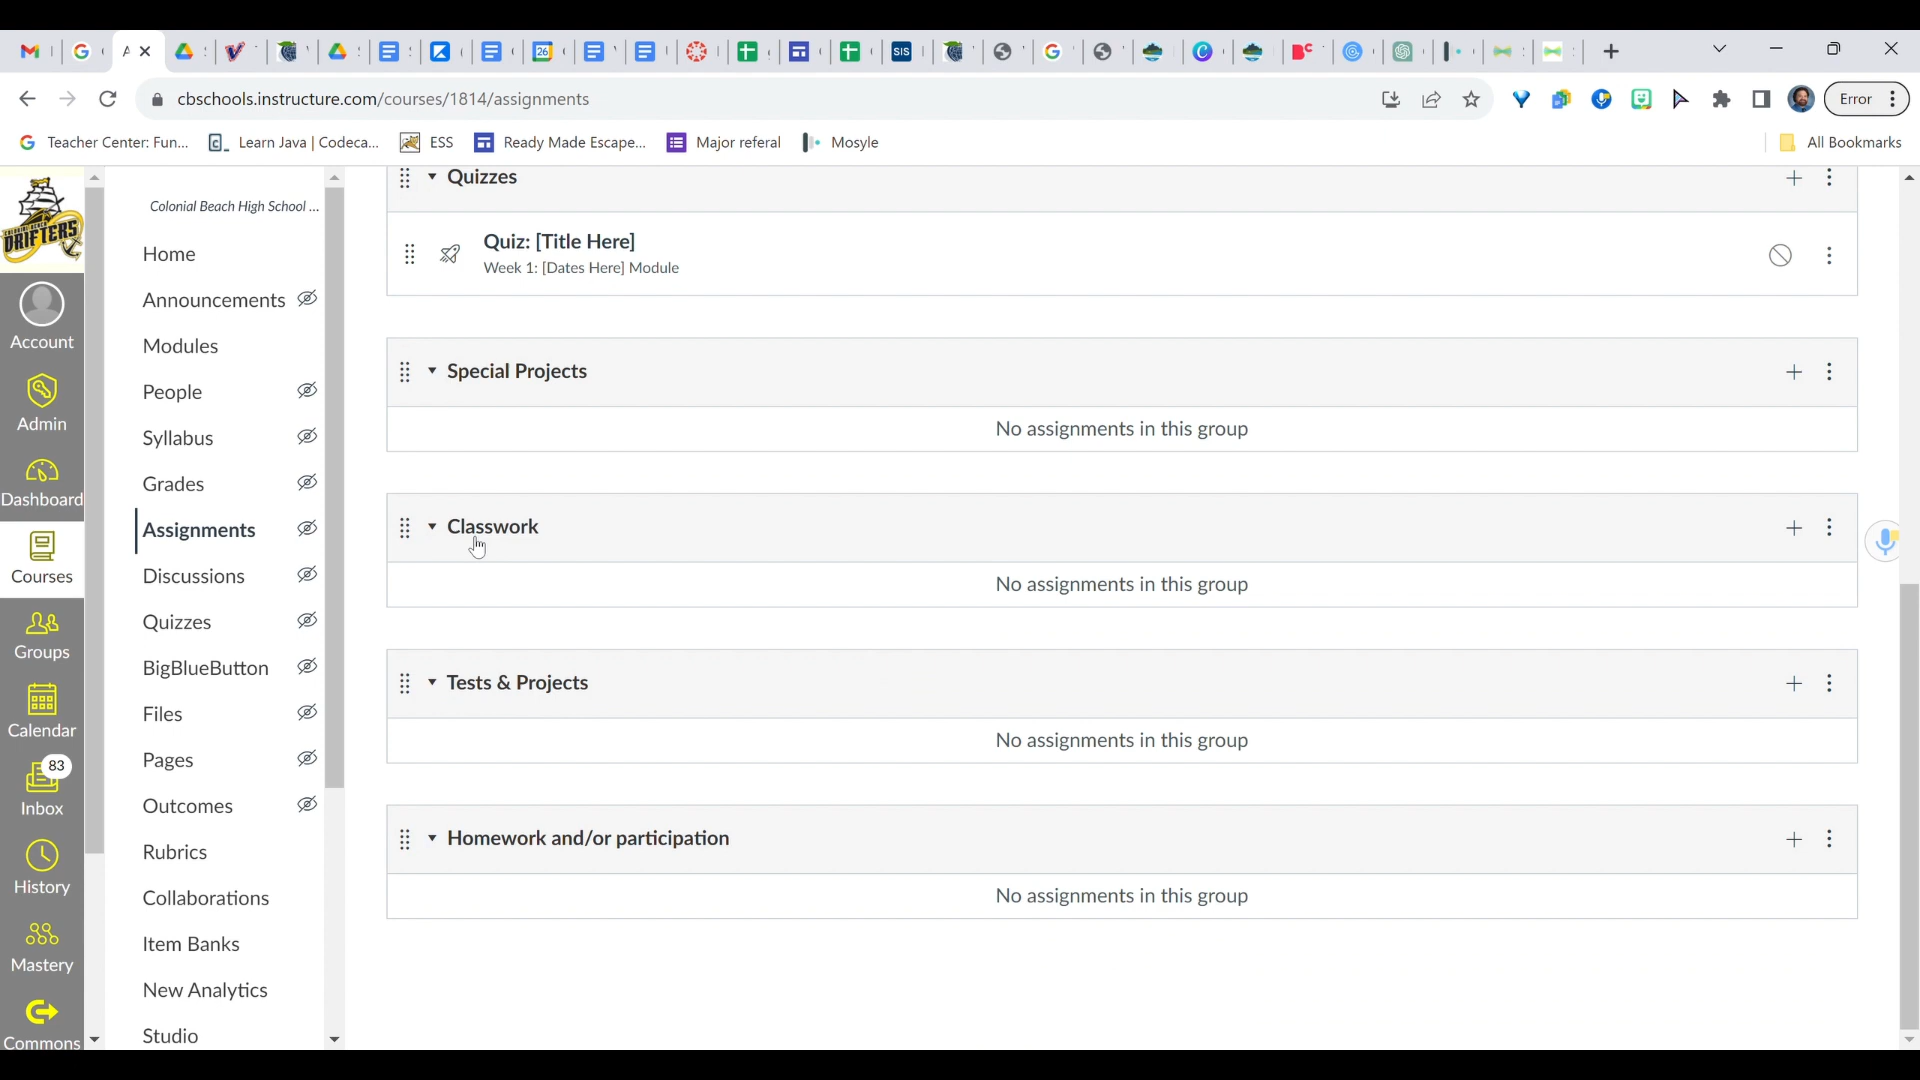 cbschools.instructure.com/courses/1814/assignments
Error
Teacher Center: Fun...
Learn Java | Codeca...
ESS
Ready Made Escape...
Major referal
Mosyle
All Bookmarks
DRIFTERS
Account
Admin
Dashboard
Courses
Groups
Calendar
83
Inbox
History
Mastery
Commons
Colonial Beach High School ...
Home
Announcements
Modules
People
Syllabus
Grades
Assignments
Discussions
Quizzes
BigBlueButton
Files
Pages
Outcomes
Rubrics
Collaborations
Item Banks
New Analytics
Studio
Quizzes
Quiz: [Title Here]
Week 1: [Dates Here] Module
Special Projects
No assignments in this group
Classwork
No assignments in this group
Tests & Projects
No assignments in this group
Homework and/or participation
No assignments in this group